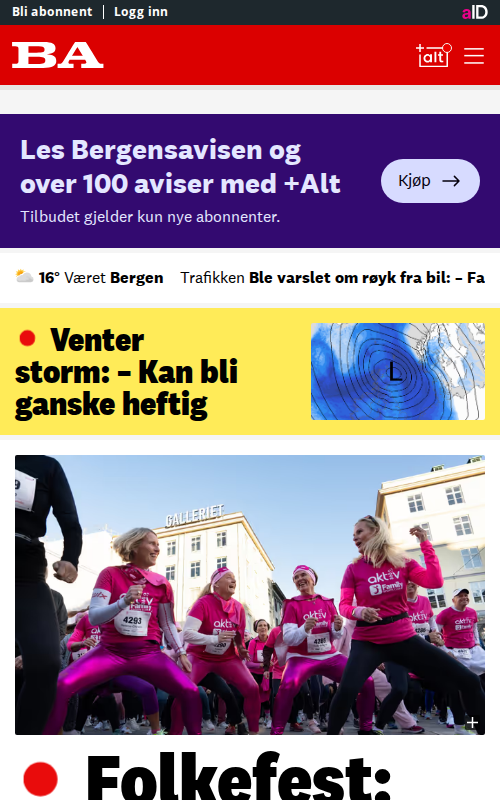 Bli abonnent | Logg inn
aID
BA
+alt
Les Bergensavisen og
over 100 aviser med +Alt
Tilbudet gjelder kun nye abonnenter.
Kjøp →
16° Været Bergen Trafikken Ble varslet om røyk fra bil: – Fa
Venter
storm: – Kan bli
ganske heftig
L
GALLERIET
aktiv
Family
4293
Folkefest: